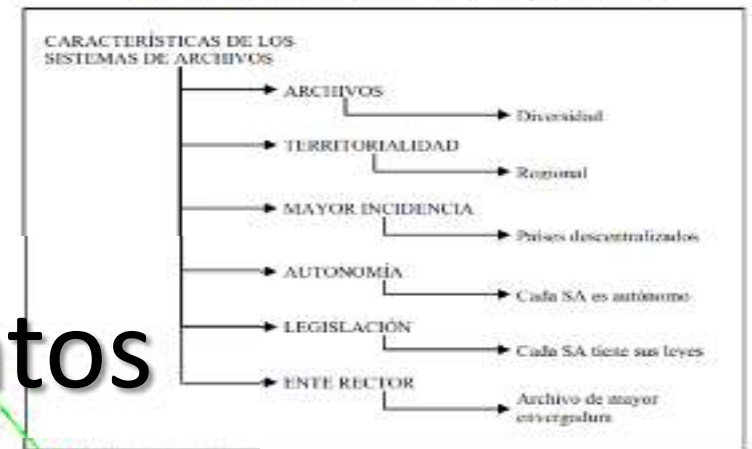 CARACTERÍSTICAS DE LOS
SISTEMAS DE ARCHIVOS
ARCHIVOS
Diversidad
TERRITORIALIDAD
Regional
MAYOR INCIDENCIA
Países descentralizados
AUTONOMÍA
Cada SA es autónomo
LEGISLACIÓN
Cada SA tiene sus leyes
ENTE RECTOR
Archivo de mayor
envergadura
tos